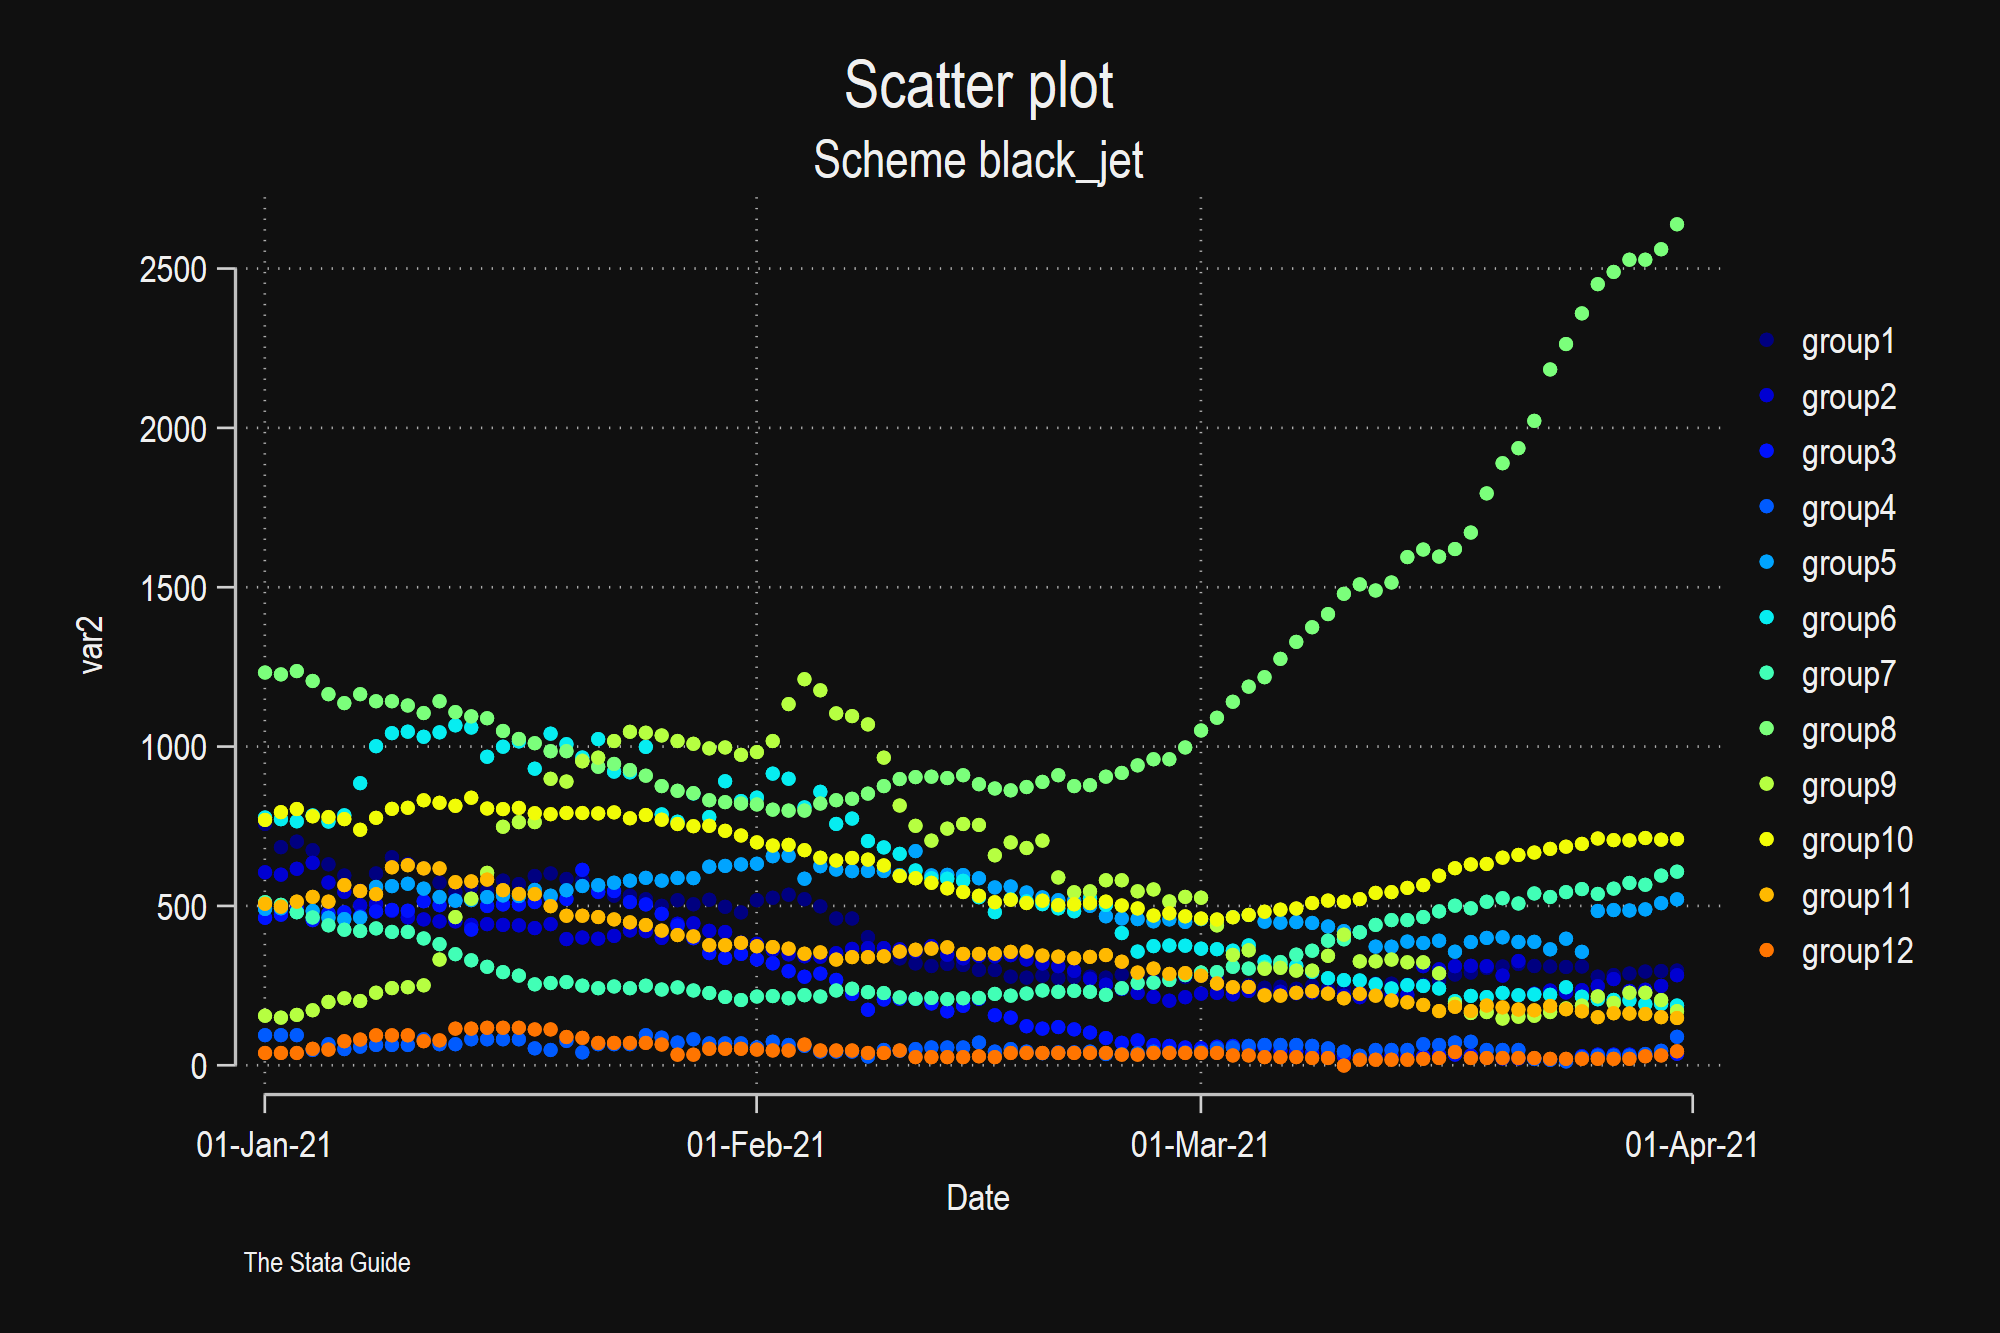 Scatter plot
Scheme black_jet
2500
2000
1500
1000
500
0
var2
01-Jan-21
01-Feb-21
01-Mar-21
01-Apr-21
Date
group1
group2
group3
group4
group5
group6
group7
group8
group9
group10
group11
group12
The Stata Guide